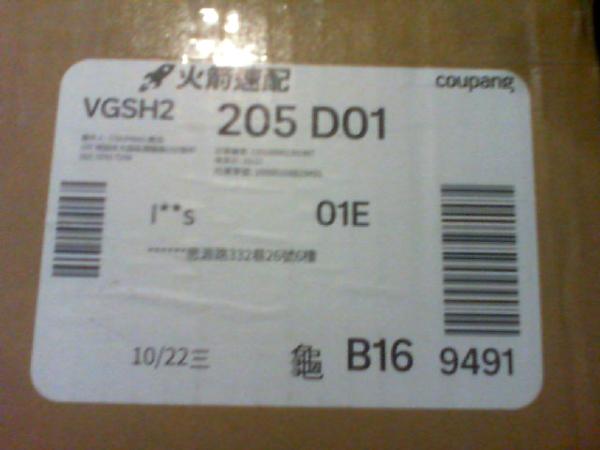 火箭速配
coupang
VGSH2
205 D01
l**s
01E
******思源路332巷26號6樓
10/22三
龜
B16
9491